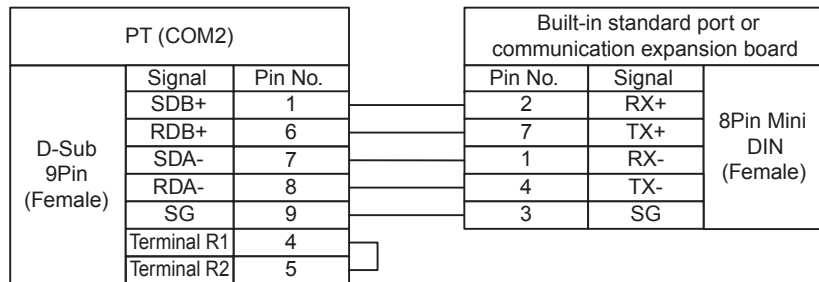 PT (COM2)
Built-in standard port or
communication expansion board
Signal Pin No.
Pin No. Signal
SDB+ 1
2 RX+
RDB+ 6
7 TX+
SDA- 7
1 RX-
RDA- 8
4 TX-
SG 9
3 SG
Terminal R1 4
Terminal R2 5
D-Sub
9Pin
(Female)
8Pin Mini
DIN
(Female)